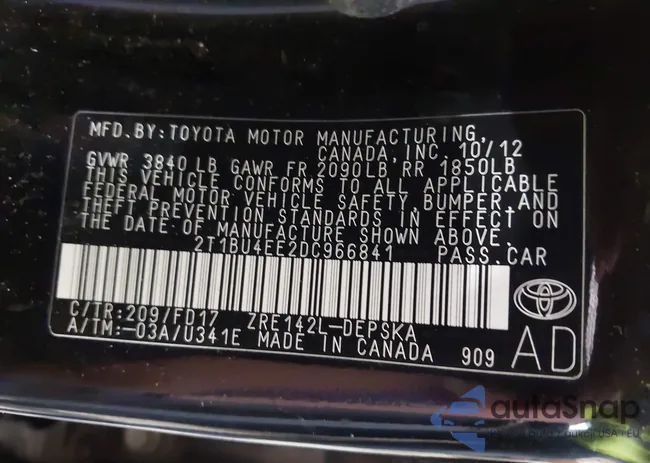 MFD.BY:TOYOTA MOTOR MANUFACTURING,
CANADA, INC. 10/12
GVWR 3840 LB GAWR FR 2090LB RR 1850LB
THIS VEHICLE CONFORMS TO ALL APPLICABLE
FEDERAL MOTOR VEHICLE SAFETY, BUMPER, AND
THEFT PREVENTION STANDARDS IN EFFECT ON
THE DATE OF MANUFACTURE SHOWN ABOVE.
2T1BU4EE2DC966841 PASS.CAR
C/TR:209/FD17 ZRE142L-DEPSKA
A/TM:-03A/U341E MADE IN CANADA 909
AD
autoSnap